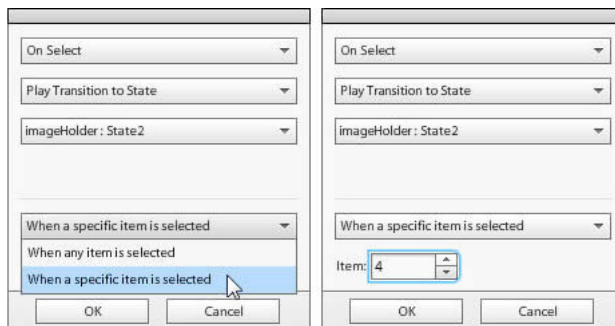 On Select
Play Transition to State
imageHolder : State2
When a specific item is selected
When any item is selected
When a specific item is selected
OK
Cancel
On Select
Play Transition to State
imageHolder : State2
When a specific item is selected
Item: 4
OK
Cancel